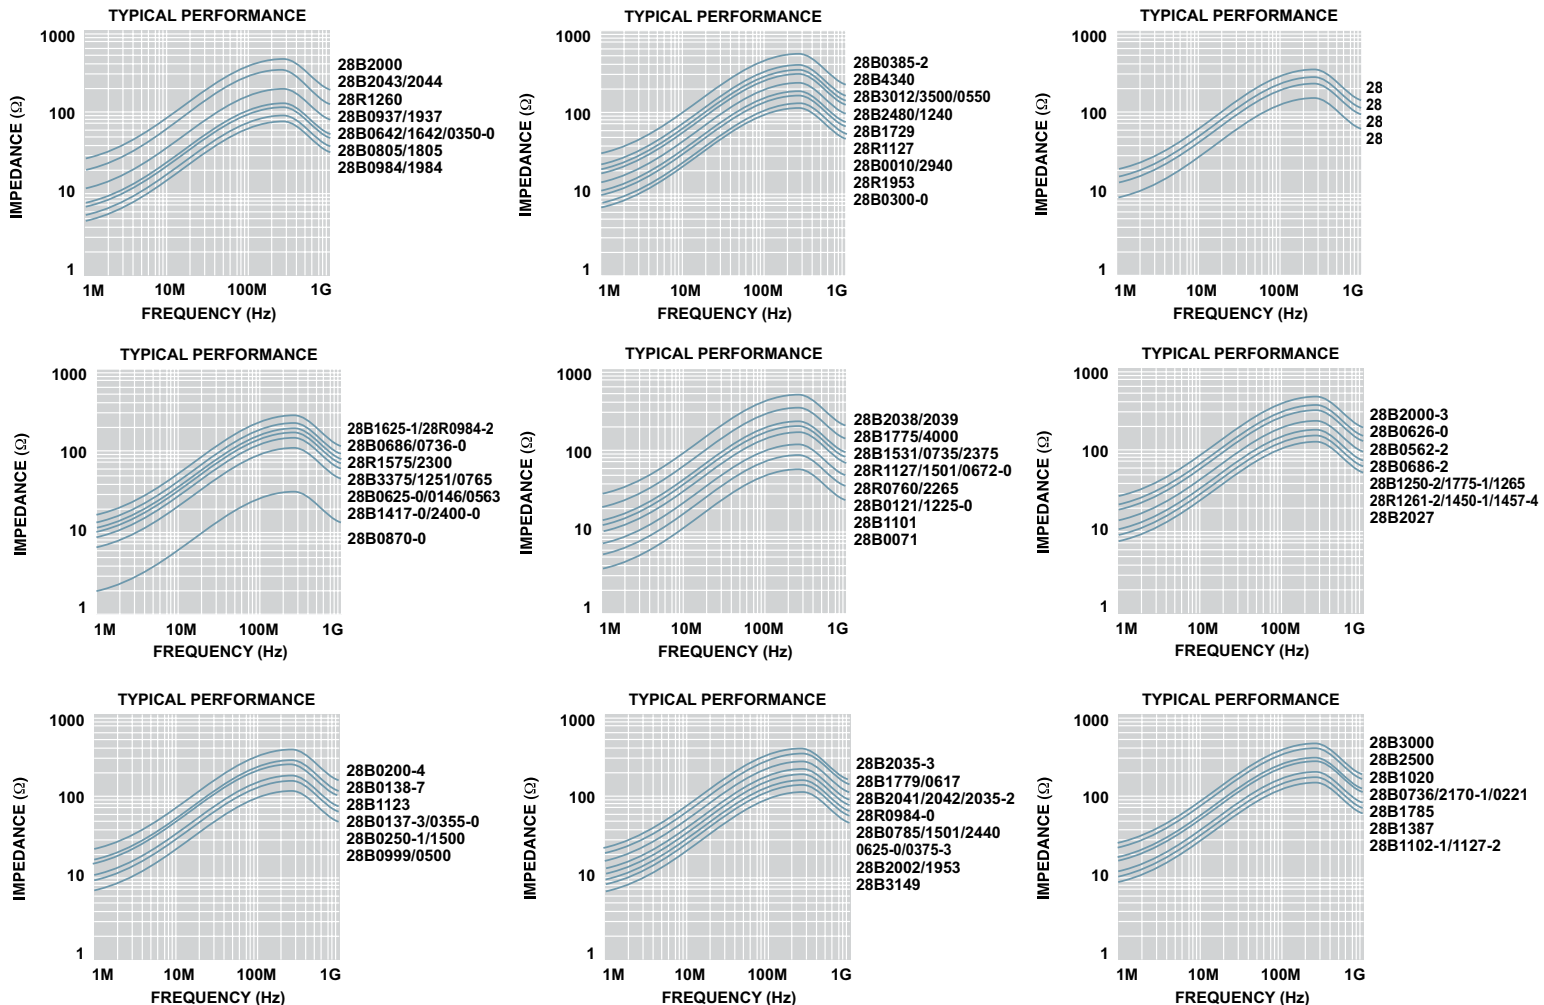 TYPICAL PERFORMANCE
1000
100
10
1
IMPEDANCE (Ω)
1M 10M 100M 1G
FREQUENCY (Hz)
28B2000
28B2043/2044
28R1260
28B0937/1937
28B0642/1642/0350-0
28B0805/1805
28B0984/1984
TYPICAL PERFORMANCE
1000
100
10
1
IMPEDANCE (Ω)
1M 10M 100M 1G
FREQUENCY (Hz)
28B0385-2
28B4340
28B3012/3500/0550
28B2480/1240
28B1729
28R1127
28B0010/2940
28R1953
28B0300-0
TYPICAL PERFORMANCE
1000
100
10
1
IMPEDANCE (Ω)
1M 10M 100M 1G
FREQUENCY (Hz)
28
28
28
28
TYPICAL PERFORMANCE
1000
100
10
1
IMPEDANCE (Ω)
1M 10M 100M 1G
FREQUENCY (Hz)
28B1625-1/28R0984-2
28B0686/0736-0
28R1575/2300
28B3375/1251/0765
28B0625-0/0146/0563
28B1417-0/2400-0
28B0870-0
TYPICAL PERFORMANCE
1000
100
10
1
IMPEDANCE (Ω)
1M 10M 100M 1G
FREQUENCY (Hz)
28B2038/2039
28B1775/4000
28B1531/0735/2375
28R1127/1501/0672-0
28R0760/2265
28B0121/1225-0
28B1101
28B0071
TYPICAL PERFORMANCE
1000
100
10
1
IMPEDANCE (Ω)
1M 10M 100M 1G
FREQUENCY (Hz)
28B2000-3
28B0626-0
28B0562-2
28B0686-2
28B1250-2/1775-1/1265
28R1261-2/1450-1/1457-4
28B2027
TYPICAL PERFORMANCE
1000
100
10
1
IMPEDANCE (Ω)
1M 10M 100M 1G
FREQUENCY (Hz)
28B0200-4
28B0138-7
28B1123
28B0137-3/0355-0
28B0250-1/1500
28B0999/0500
TYPICAL PERFORMANCE
1000
100
10
1
IMPEDANCE (Ω)
1M 10M 100M 1G
FREQUENCY (Hz)
28B2035-3
28B1779/0617
28B2041/2042/2035-2
28R0984-0
28B0785/1501/2440
0625-0/0375-3
28B2002/1953
28B3149
TYPICAL PERFORMANCE
1000
100
10
1
IMPEDANCE (Ω)
1M 10M 100M 1G
FREQUENCY (Hz)
28B3000
28B2500
28B1020
28B0736/2170-1/0221
28B1785
28B1387
28B1102-1/1127-2